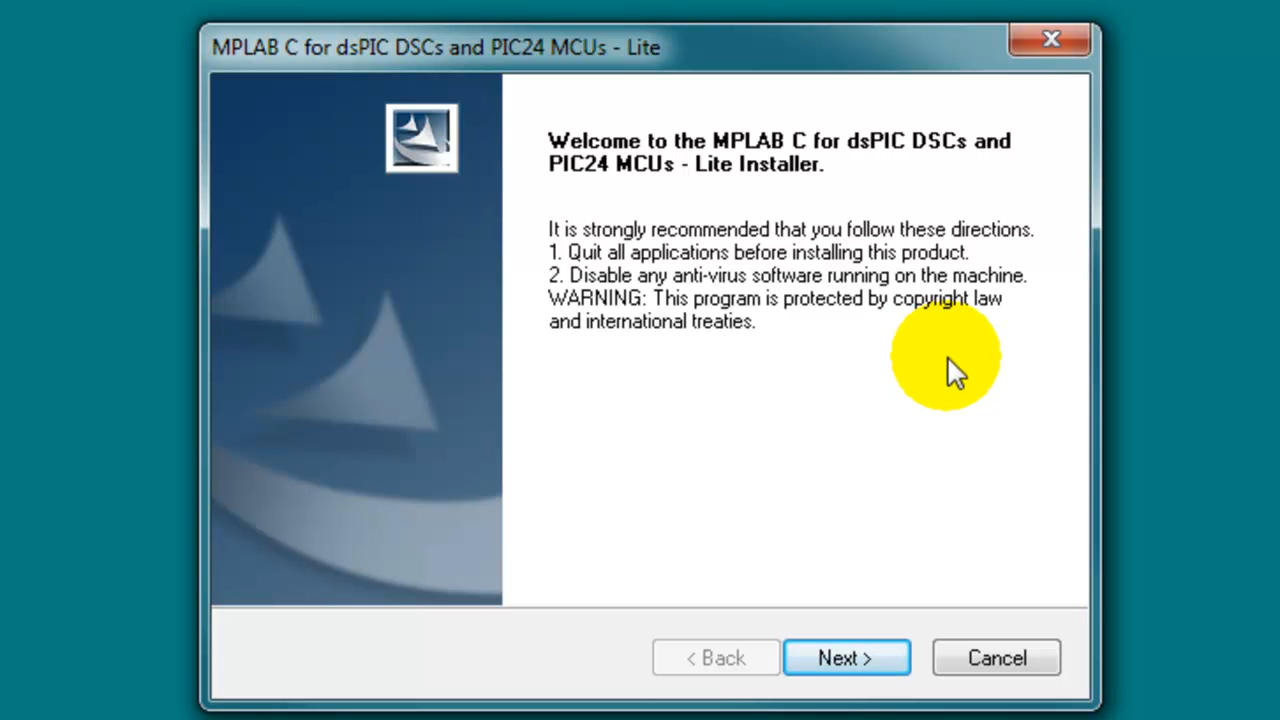 MPLAB C for dsPIC DSCs and PIC24 MCUs - Lite
Welcome to the MPLAB C for dsPIC DSCs and
PIC24 MCUs - Lite Installer.
It is strongly recommended that you follow these directions.
1. Quit all applications before installing this product.
2. Disable any anti-virus software running on the machine.
WARNING: This program is protected by copyright law
and international treaties.
< Back Next > Cancel